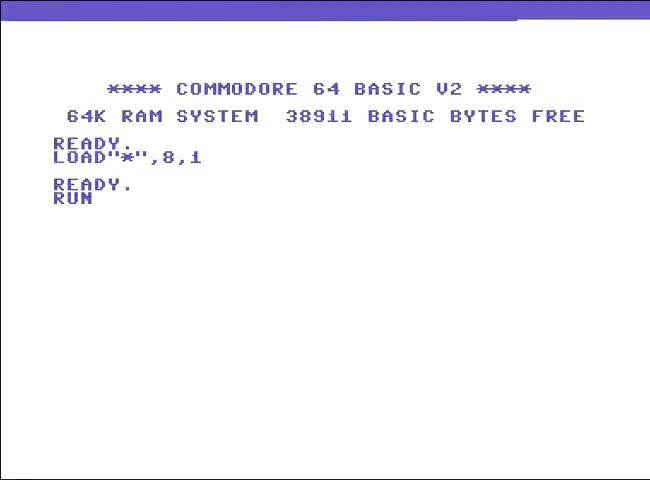 **** COMMODORE 64 BASIC V2 ****
64K RAM SYSTEM  38911 BASIC BYTES FREE
READY.
LOAD"*",8,1
READY.
RUN